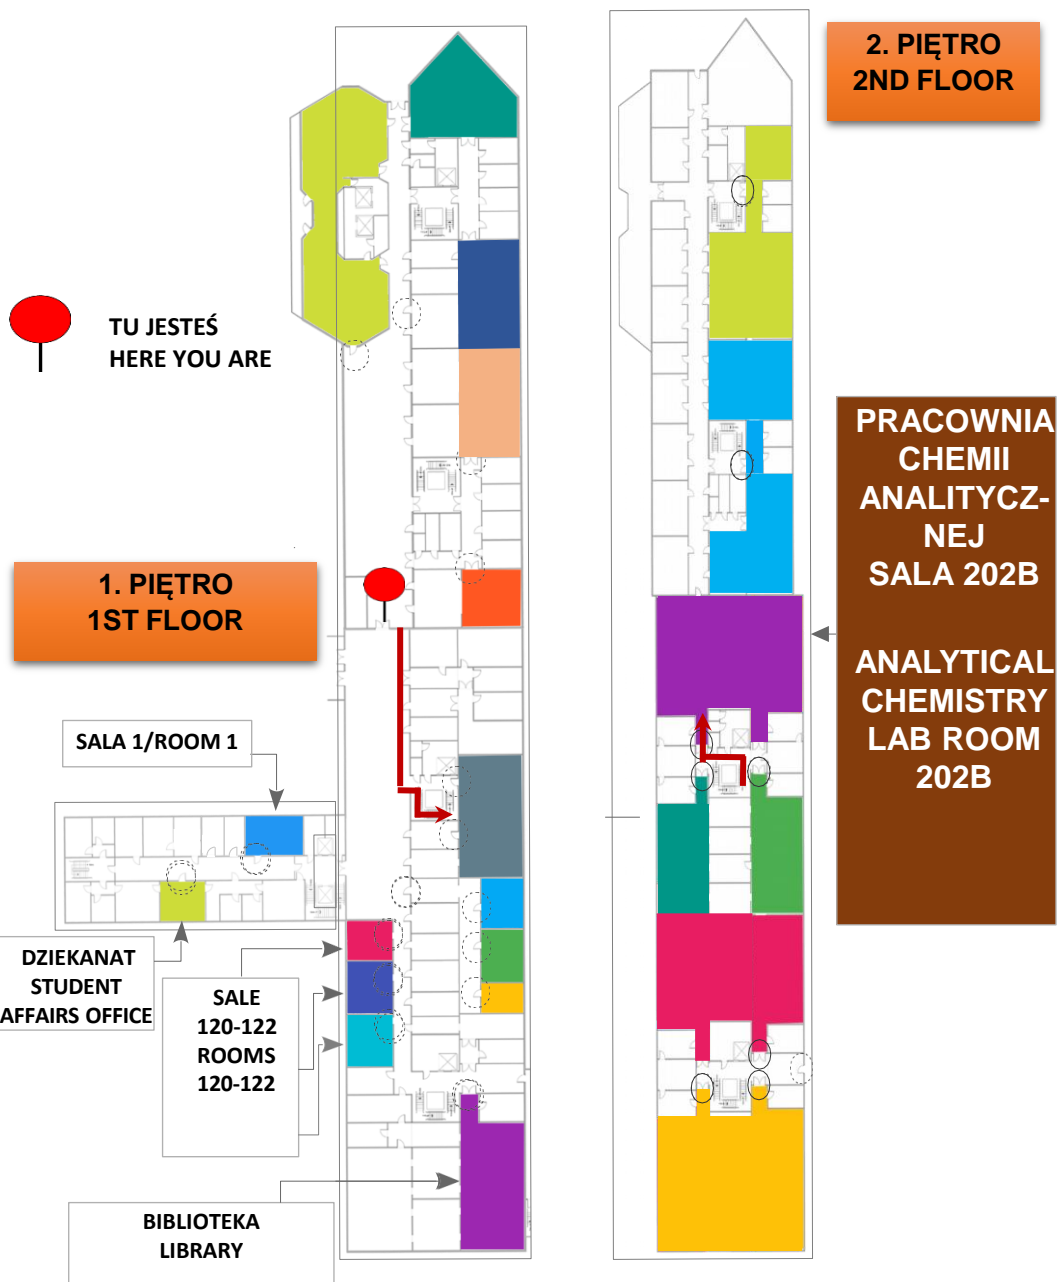 2. PIĘTRO
2ND FLOOR
TU JESTEŚ
HERE YOU ARE
PRACOWNIA
CHEMII
ANALITYCZ-
NEJ
SALA 202B
ANALYTICAL
CHEMISTRY
LAB ROOM
202B
1. PIĘTRO
1ST FLOOR
SALA 1/ROOM 1
DZIEKANAT
STUDENT
AFFAIRS OFFICE
SALE
120-122
ROOMS
120-122
BIBLIOTEKA
LIBRARY